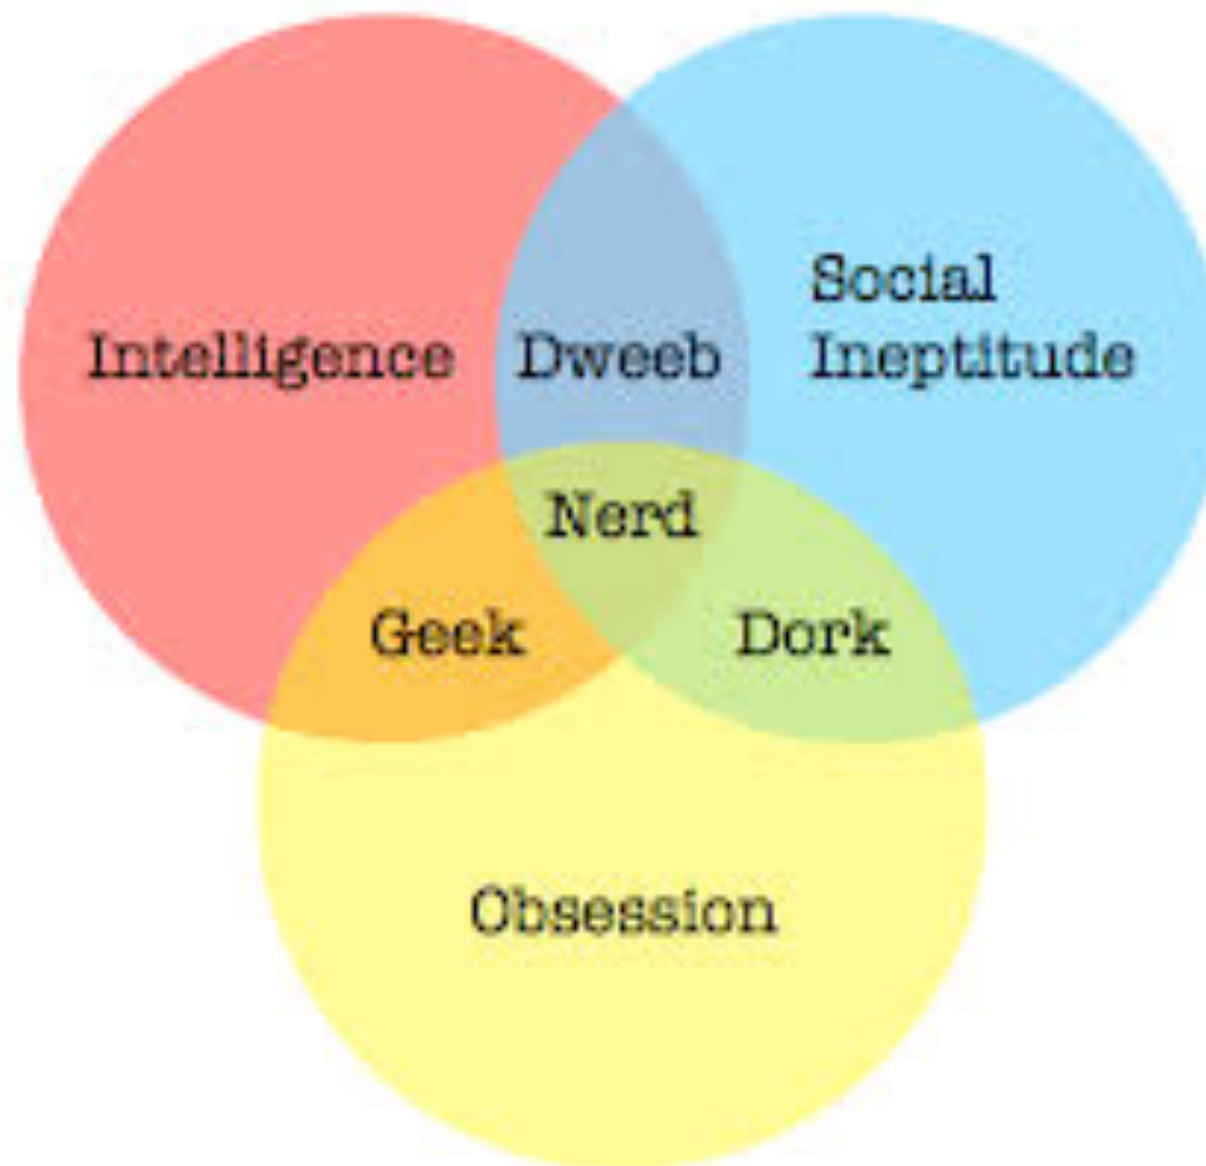 Social
Ineptitude
Intelligence
Dweeb
Nerd
Geek
Dork
Obsession